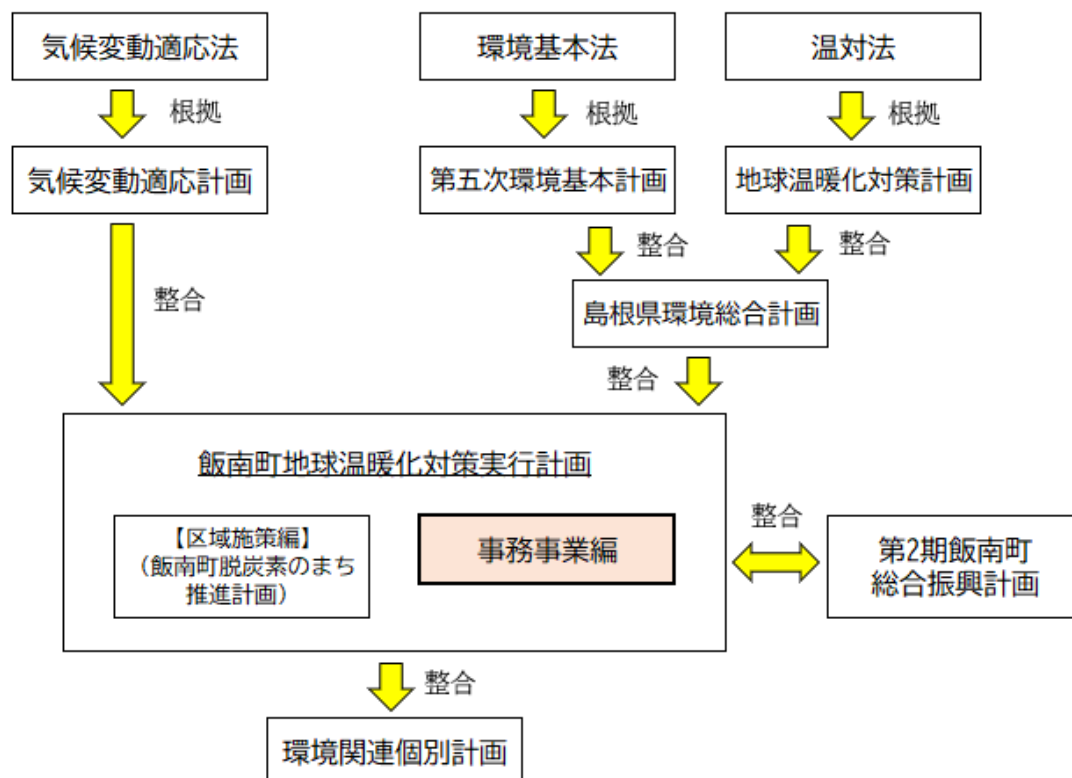 気候変動適応法
環境基本法
温対法
根拠
根拠
根拠
気候変動適応計画
第五次環境基本計画
地球温暖化対策計画
整合
整合
整合
島根県環境総合計画
整合
飯南町地球温暖化対策実行計画
【区域施策編】
（飯南町脱炭素のまち
推進計画）
事務事業編
整合
第2期飯南町
総合振興計画
整合
環境関連個別計画